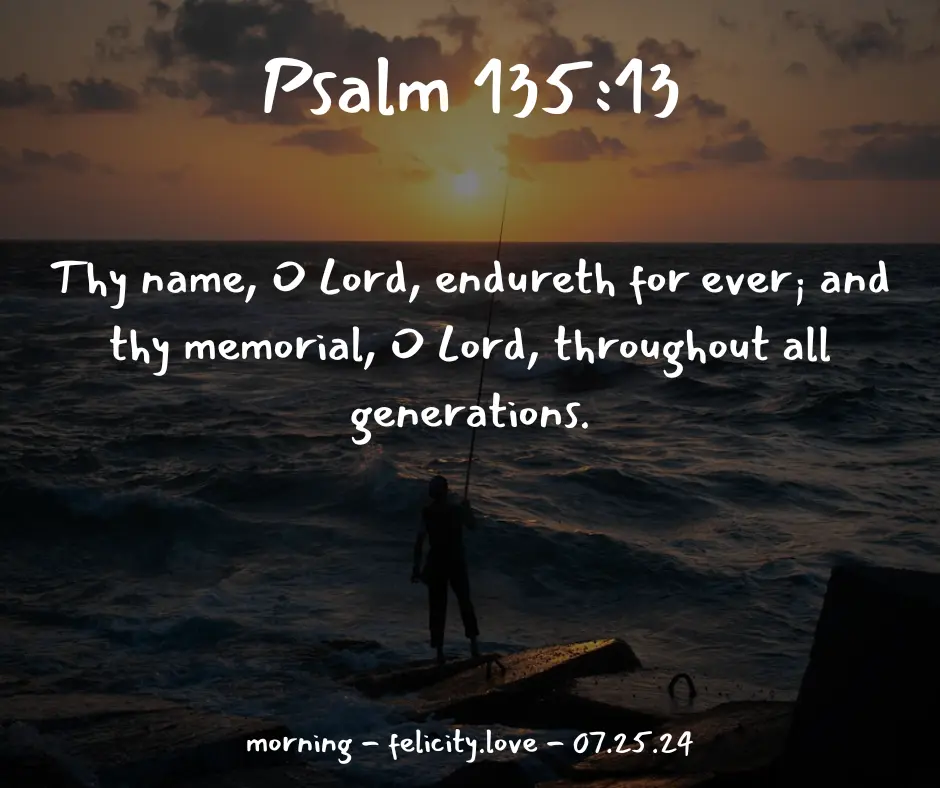 Psalm 135:13
Thy name, O Lord, endureth for ever; and
thy memorial, O Lord, throughout all
generations.
morning - felicity.love - 07.25.24